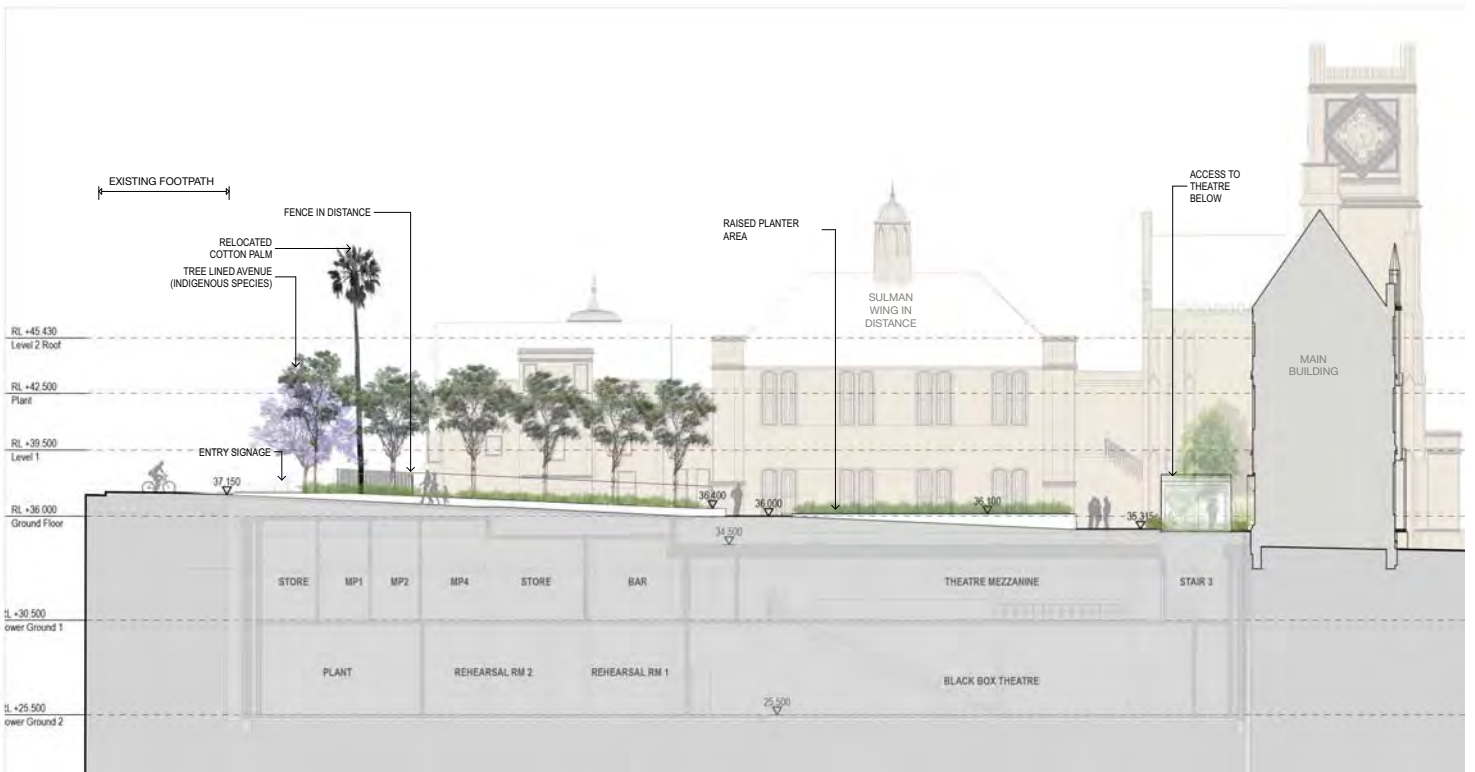 EXISTING FOOTPATH
FENCE IN DISTANCE
RELOCATED
COTTON PALM
TREE LINED AVENUE
(INDIGENOUS SPECIES)
RAISED PLANTER
AREA
ACCESS TO
THEATRE
BELOW
SULMAN
WING IN
DISTANCE
MAIN
BUILDING
RL +45.430
Level 2 Roof
RL +42.500
Plant
RL +39.500
Level 1
ENTRY SIGNAGE
37.150
36.400
36.000
36.100
35.315
RL +36.000
Ground Floor
34.500
STORE
MP1
MP2
MP4
STORE
BAR
THEATRE MEZZANINE
STAIR 3
L +30.500
ower Ground 1
PLANT
REHEARSAL RM 2
REHEARSAL RM 1
BLACK BOX THEATRE
25.500
L +25.500
ower Ground 2